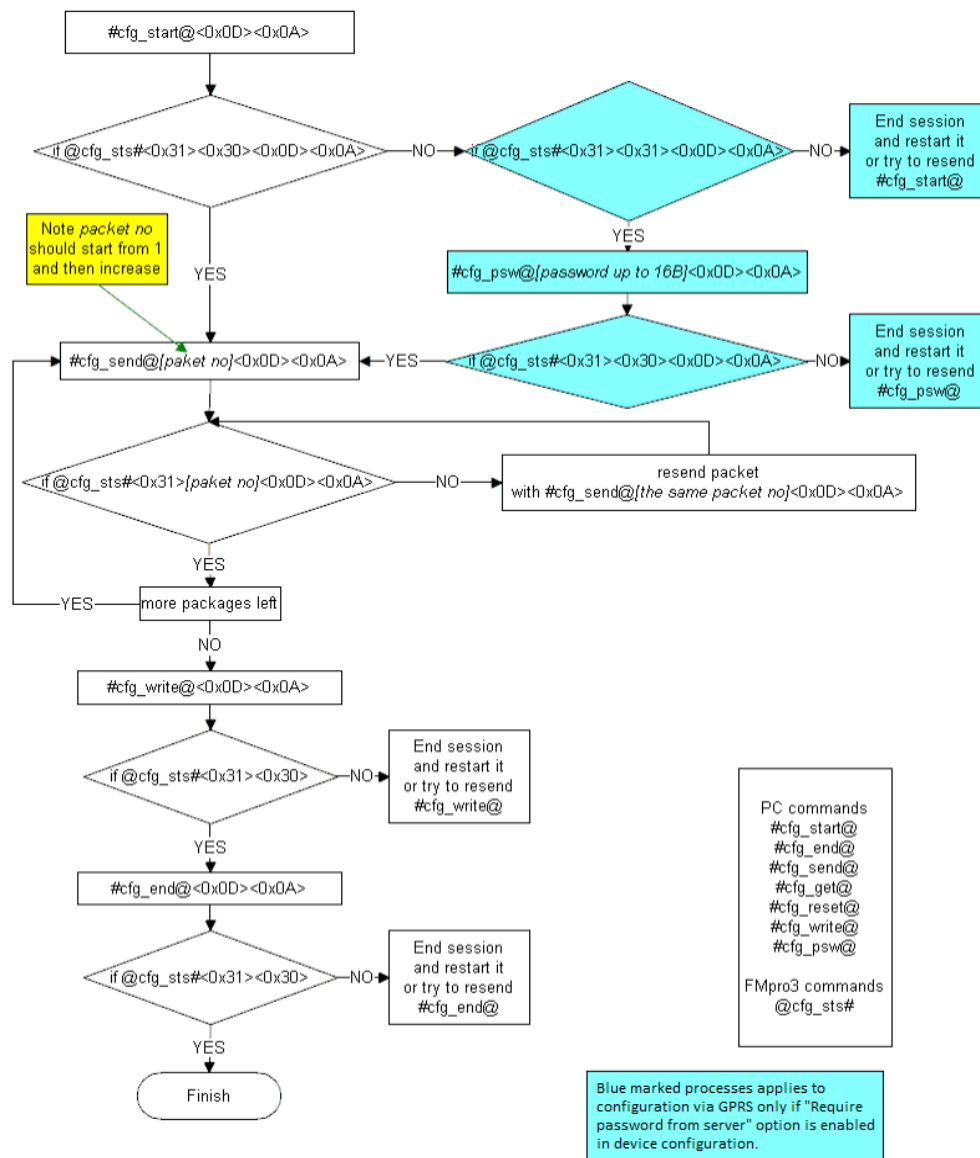 #cfg_start@<0x0D><0x0A>
if @cfg_sts#<0x31><0x30><0x0D><0x0A>
NO
if @cfg_sts#<0x31><0x31><0x0D><0x0A>
NO
End session
and restart it
or try to resend
#cfg_start@
Note packet no
should start from 1
and then increase
YES
YES
#cfg_psw@[password up to 16B]<0x0D><0x0A>
#cfg_send@[paket no]<0x0D><0x0A>
YES
if @cfg_sts#<0x31><0x30><0x0D><0x0A>
NO
End session
and restart it
or try to resend
#cfg_psw@
if @cfg_sts#<0x31>[paket no]<0x0D><0x0A>
NO
resend packet
with #cfg_send@[the same packet no]<0x0D><0x0A>
YES
YES
more packages left
NO
#cfg_write@<0x0D><0x0A>
if @cfg_sts#<0x31><0x30>
NO
End session
and restart it
or try to resend
#cfg_write@
YES
#cfg_end@<0x0D><0x0A>
if @cfg_sts#<0x31><0x30>
NO
End session
and restart it
or try to resend
#cfg_end@
YES
Finish
PC commands
#cfg_start@
#cfg_end@
#cfg_send@
#cfg_get@
#cfg_reset@
#cfg_write@
#cfg_psw@
FMpro3 commands
@cfg_sts#
Blue marked processes applies to
configuration via GPRS only if "Require
password from server" option is enabled
in device configuration.